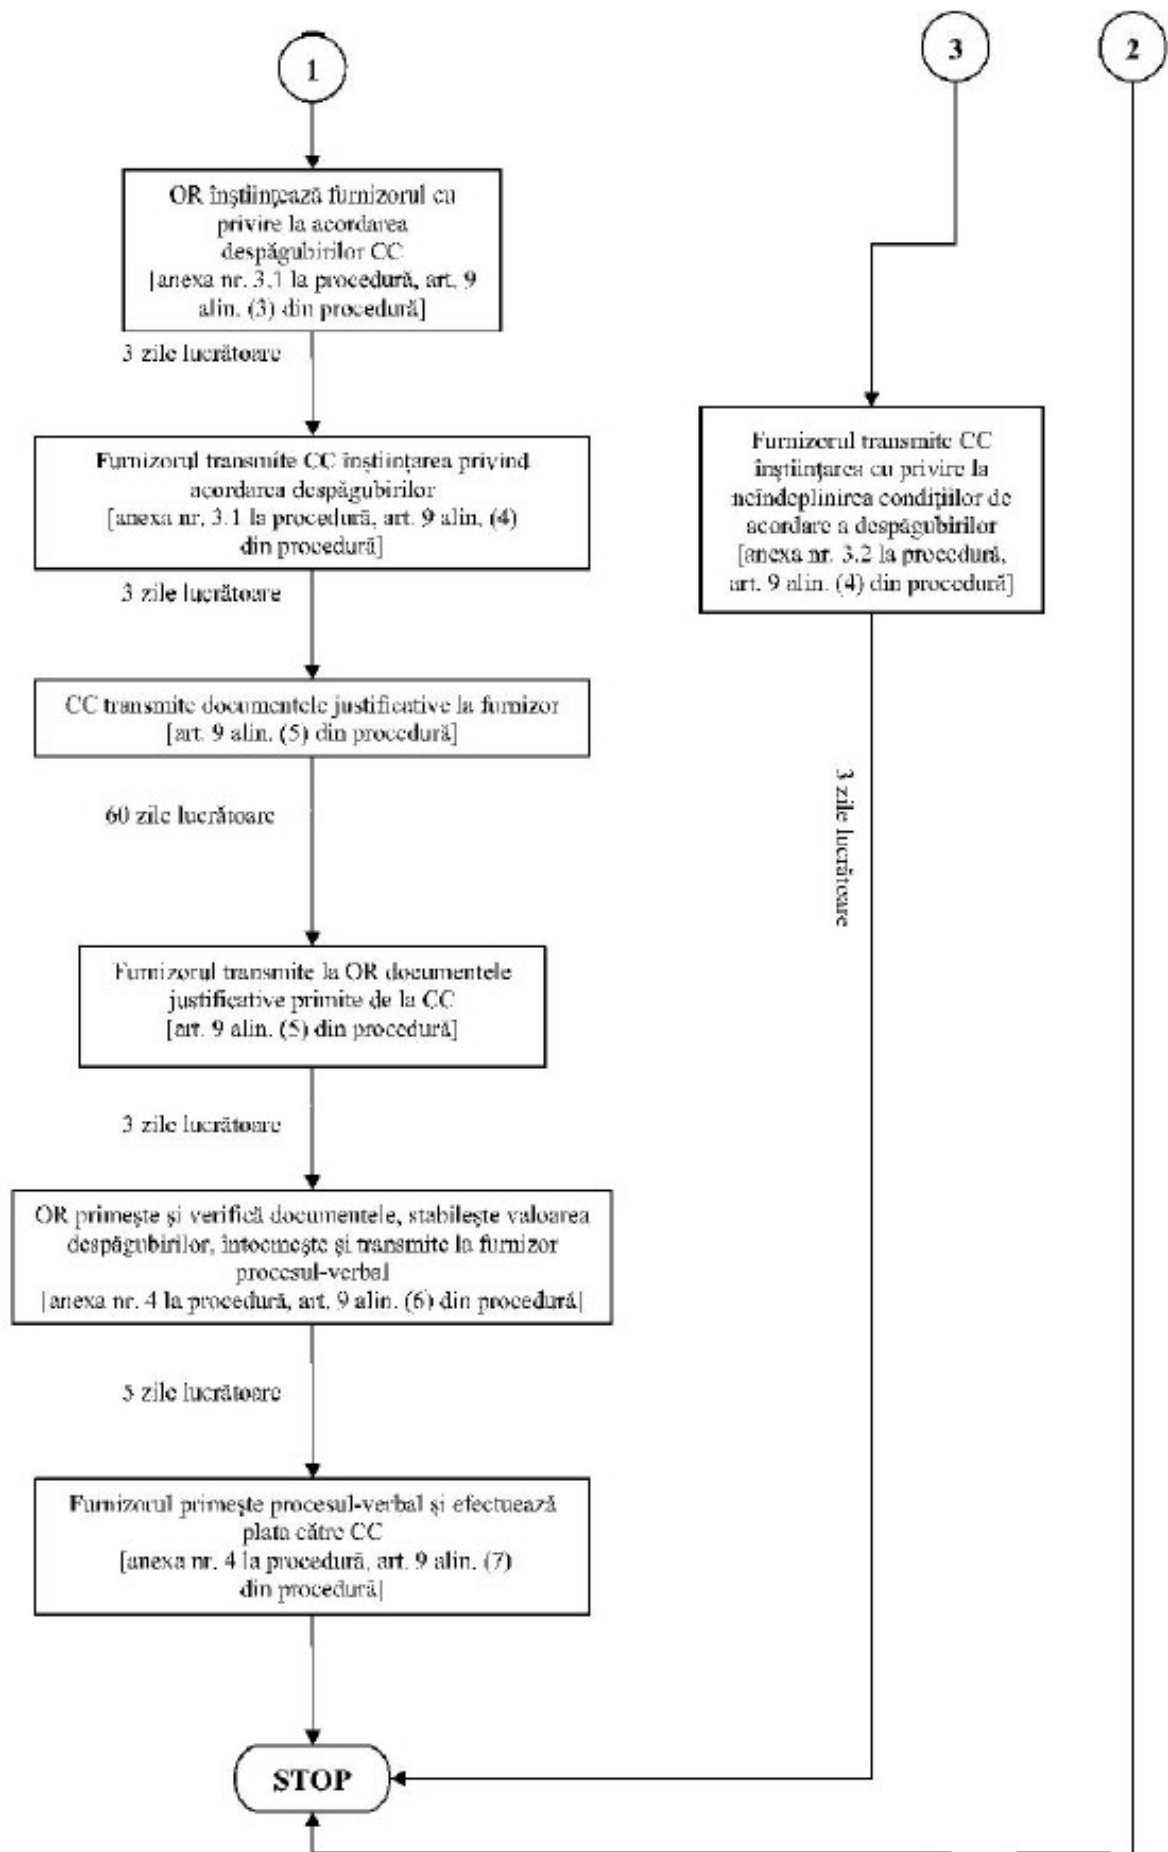 1
OR înștiințează furnizorul cu
privire la acordarea
despăgubirilor CC
[anexa nr. 3.1 la procedură, art. 9
alin. (3) din procedură]
3 zile lucrătoare
Furnizorul transmite CC înștiințarea privind
acordarea despăgubirilor
[anexa nr. 3.1 la procedură, art. 9 alin. (4)
din procedură]
3 zile lucrătoare
CC transmite documentele justificative la furnizor
[art. 9 alin. (5) din procedură]
60 zile lucrătoare
Furnizorul transmite la OR documentele
justificative primite de la CC
[art. 9 alin. (5) din procedură]
3 zile lucrătoare
OR primește și verifică documentele, stabilește valoarea
despăgubirilor, întocmește și transmite la furnizor
procesul-verbal
[anexa nr. 4 la procedură, art. 9 alin. (6) din procedură]
5 zile lucrătoare
Furnizorul primește procesul-verbal și efectuează
plata către CC
[anexa nr. 4 la procedură, art. 9 alin. (7)
din procedură]
STOP
3
Furnizorul transmite CC
înștiințarea cu privire la
neîndeplinirea condițiilor de
acordare a despăgubirilor
[anexa nr. 3.2 la procedură,
art. 9 alin. (4) din procedură]
3 zile lucrătoare
2